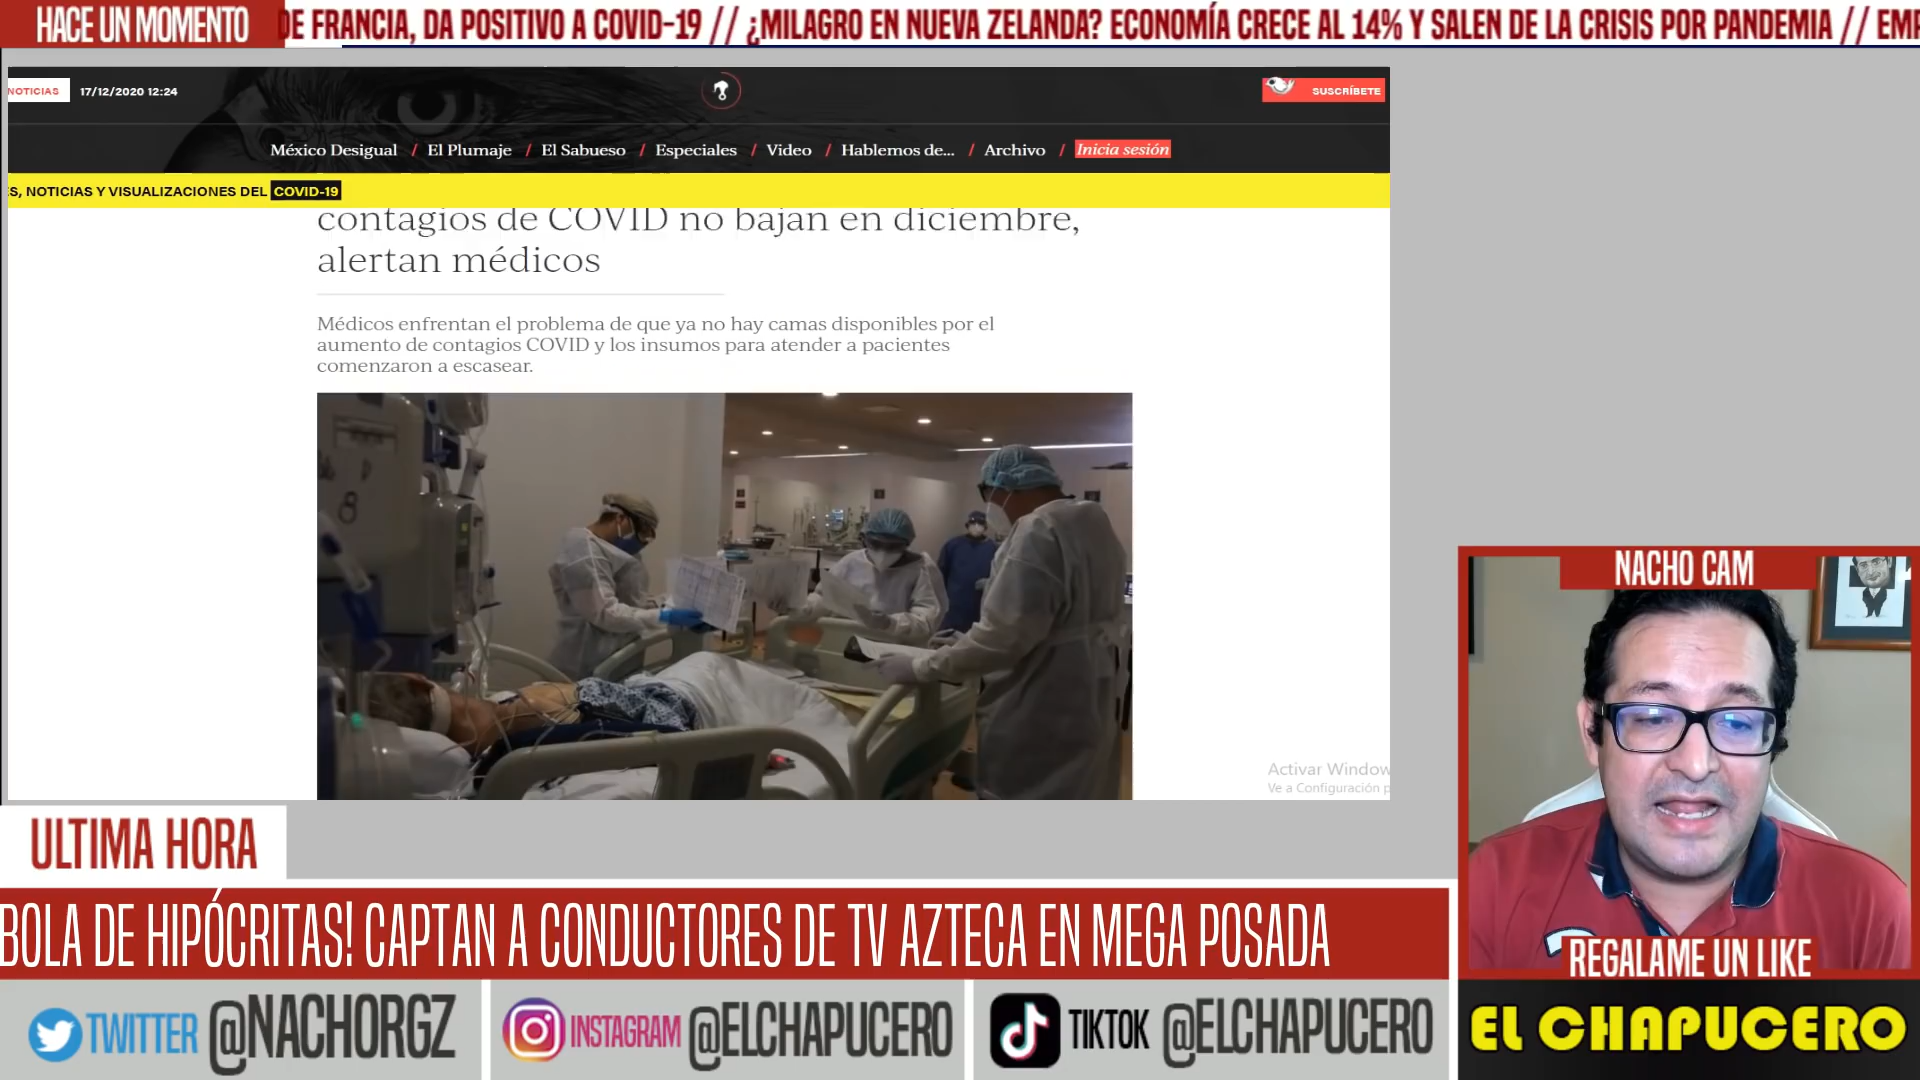 HACE UN MOMENTO
DE FRANCIA, DA POSITIVO A COVID-19 // ¿MILAGRO EN NUEVA ZELANDA? ECONOMÍA CRECE AL 14% Y SALEN DE LA CRISIS POR PANDEMIA //
NOTICIAS 17/12/2020 12:24
SUSCRÍBETE
México Desigual / El Plumaje / El Sabueso / Especiales / Video / Hablemos de... / Archivo / Inicia sesión
NOTICIAS Y VISUALIZACIONES DEL COVID-19
contagios de COVID no bajan en diciembre,
alertan médicos
Médicos enfrentan el problema de que ya no hay camas disponibles por el
aumento de contagios COVID y los insumos para atender a pacientes
comenzaron a escasear.
8
Activar Window
Ve a Configuración p
NACHO CAM
REGALAME UN LIKE
EL CHAPUCERO
ULTIMA HORA
BOLA DE HIPÓCRITAS! CAPTAN A CONDUCTORES DE TV AZTECA EN MEGA POSADA
TWITTER @NACHORGZ
INSTAGRAM @ELCHAPUCERO
TIKTOK @ELCHAPUCERO